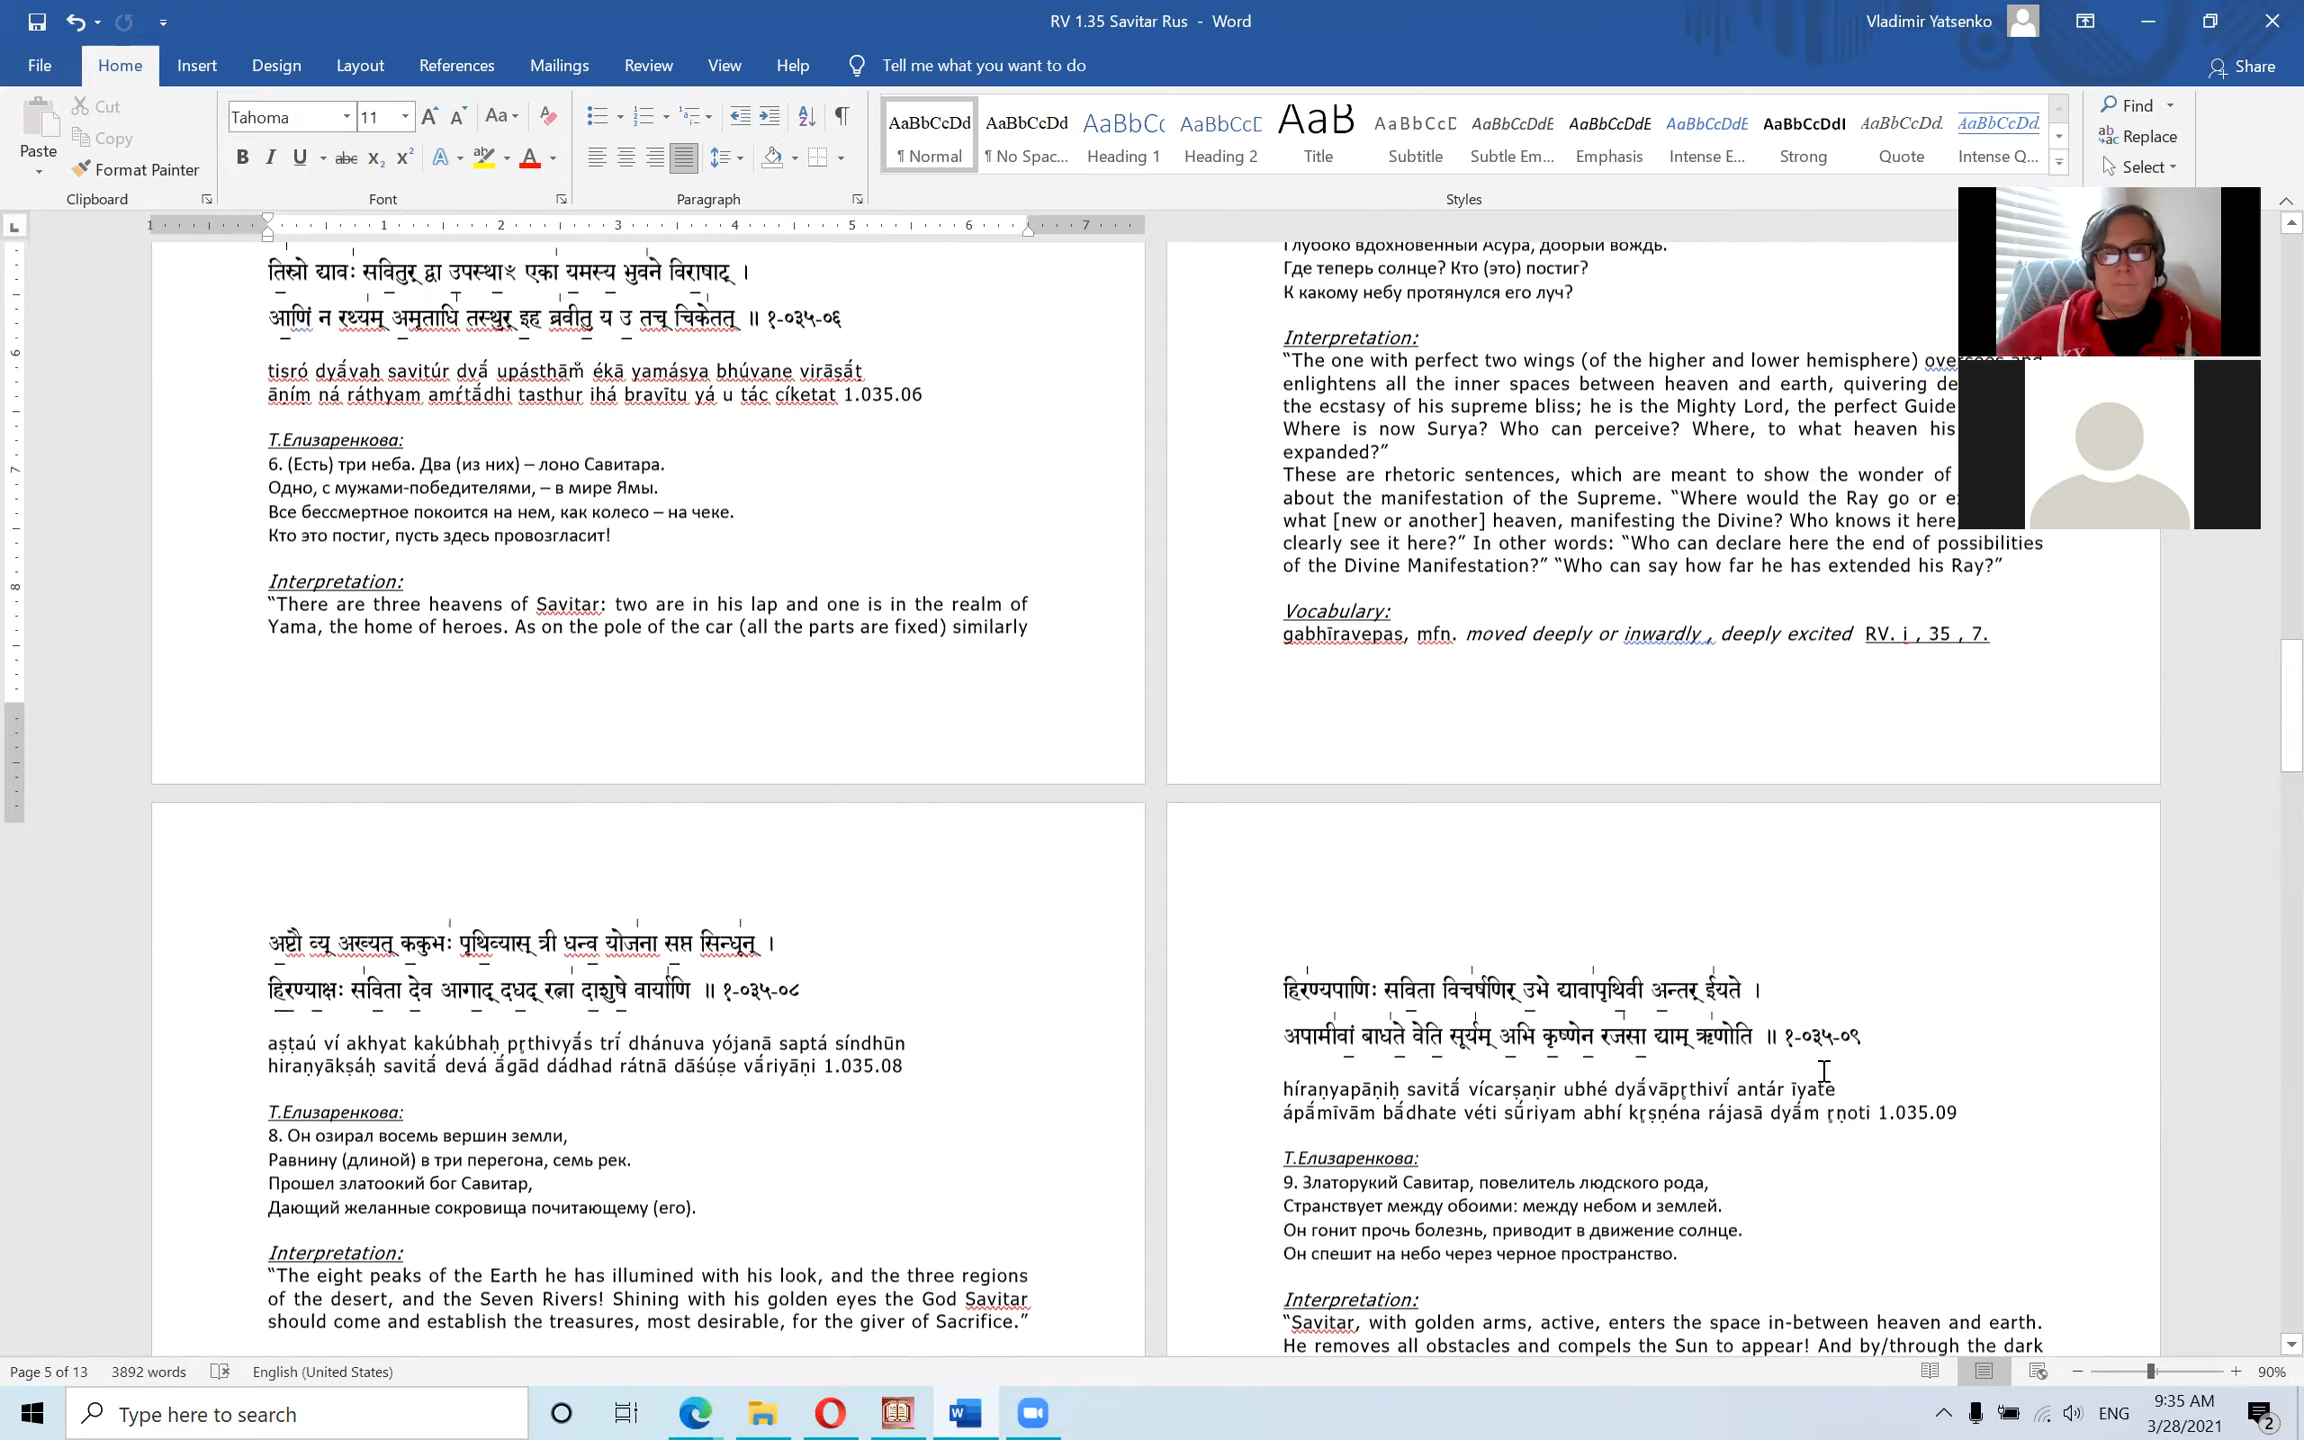 RV 1.35 Savitar Rus - Word
Vladimir Yatsenko
File Home Insert Design Layout References Mailings Review View Help Tell me what you want to do Share
Paste
Cut
Copy
Format Painter
Clipboard
Tahoma 11
Font
Paragraph
AaBbCcDd AaBbCcDd AaBbCc AaBbCcD AaB AaBbCcD AaBbCcDdE AaBbCcDdE AaBbCcDdE AaBbCcDdI AaBbCcDd. AaBbCcDd.
¶ Normal ¶ No Spac... Heading 1 Heading 2 Title Subtitle Subtle Em... Emphasis Intense E... Strong Quote Intense Q...
Styles
Find
Replace
Select
तिस्रो द्यावः सवितुर् द्वा उपस्थाँ एका यमस्य भुवने विराषाट् ।
आणिं न रथ्यम् अमृताधि तस्थुर् इह ब्रवीतु य उ तच् चिकेतत् ॥ १-०३५-०६
tisró dyā́vaḥ savitúr dvā́ upásthām̐ ékā yamásya bhúvane virāṣā́ṭ
āṇíṃ ná ráthyam amŕ̥tā́dhi tasthur ihá bravītu yá u tác cíketat 1.035.06
Т.Елизаренкова:
6. (Есть) три неба. Два (из них) – лоно Савитара.
Одно, с мужами-победителями, – в мире Ямы.
Все бессмертное покоится на нем, как колесо – на чеке.
Кто это постиг, пусть здесь провозгласит!
Interpretation:
“There are three heavens of Savitar: two are in his lap and one is in the realm of
Yama, the home of heroes. As on the pole of the car (all the parts are fixed) similarly
Глубоко вдохновенный Асура, добрый вождь.
Где теперь солнце? Кто (это) постиг?
К какому небу протянулся его луч?
Interpretation:
“The one with perfect two wings (of the higher and lower hemisphere) oversees and
enlightens all the inner spaces between heaven and earth, quivering de
the ecstasy of his supreme bliss; he is the Mighty Lord, the perfect Guide
Where is now Surya? Who can perceive? Where, to what heaven his
expanded?”
These are rhetoric sentences, which are meant to show the wonder of
about the manifestation of the Supreme. “Where would the Ray go or e
what [new or another] heaven, manifesting the Divine? Who knows it here
clearly see it here?” In other words: “Who can declare here the end of possibilities
of the Divine Manifestation?” “Who can say how far he has extended his Ray?”
Vocabulary:
gabhīravepas, mfn. moved deeply or inwardly , deeply excited RV. i , 35 , 7.
अष्टौ व्यू अख्यत् ककुभः पृथिव्यास् त्री धन्व योजना सप्त सिन्धून् ।
हिरण्याक्षः सविता देव आगाद् दधद् रत्ना दाशुषे वार्याणि ॥ १-०३५-०८
aṣṭaú ví akhyat kakúbhaḥ pr̥thivyā́s trī́ dhánuva yójanā saptá síndhūn
hiraṇyākṣáḥ savitā́ devá ā́gād dádhad rátnā dāśúṣe vā́riyāṇi 1.035.08
Т.Елизаренкова:
8. Он озирал восемь вершин земли,
Равнину (длиной) в три перегона, семь рек.
Прошел златоокий бог Савитар,
Дающий желанные сокровища почитающему (его).
Interpretation:
“The eight peaks of the Earth he has illumined with his look, and the three regions
of the desert, and the Seven Rivers! Shining with his golden eyes the God Savitar
should come and establish the treasures, most desirable, for the giver of Sacrifice.”
हिरण्यपाणिः सविता विचर्षणिर् उभे द्यावापृथिवी अन्तर् ईयते ।
अपामीवां बाधते वेति सूर्यम् अभि कृष्णेन रजसा द्याम् ऋणोति ॥ १-०३५-०९
híraṇyapāṇiḥ savitā́ vícarṣaṇir ubhé dyā́vāpr̥thivī́ antár īyate
ápā́mīvām bā́dhate véti sū́riyam abhí kr̥ṣṇéna rájasā dyā́m r̥ṇoti 1.035.09
Т.Елизаренкова:
9. Златорукий Савитар, повелитель людского рода,
Странствует между обоими: между небом и землей.
Он гонит прочь болезнь, приводит в движение солнце.
Он спешит на небо через черное пространство.
Interpretation:
“Savitar, with golden arms, active, enters the space in-between heaven and earth.
He removes all obstacles and compels the Sun to appear! And by/through the dark
Page 5 of 13 3892 words English (United States) 90%
Type here to search
ENG
9:35 AM
3/28/2021
2